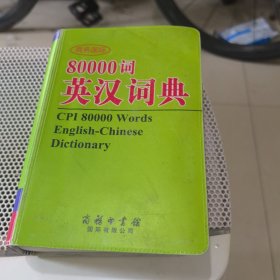 80000词
英汉词典
CPI 80000 Words
English-Chinese
Dictionary
商务印书馆
国际有限公司